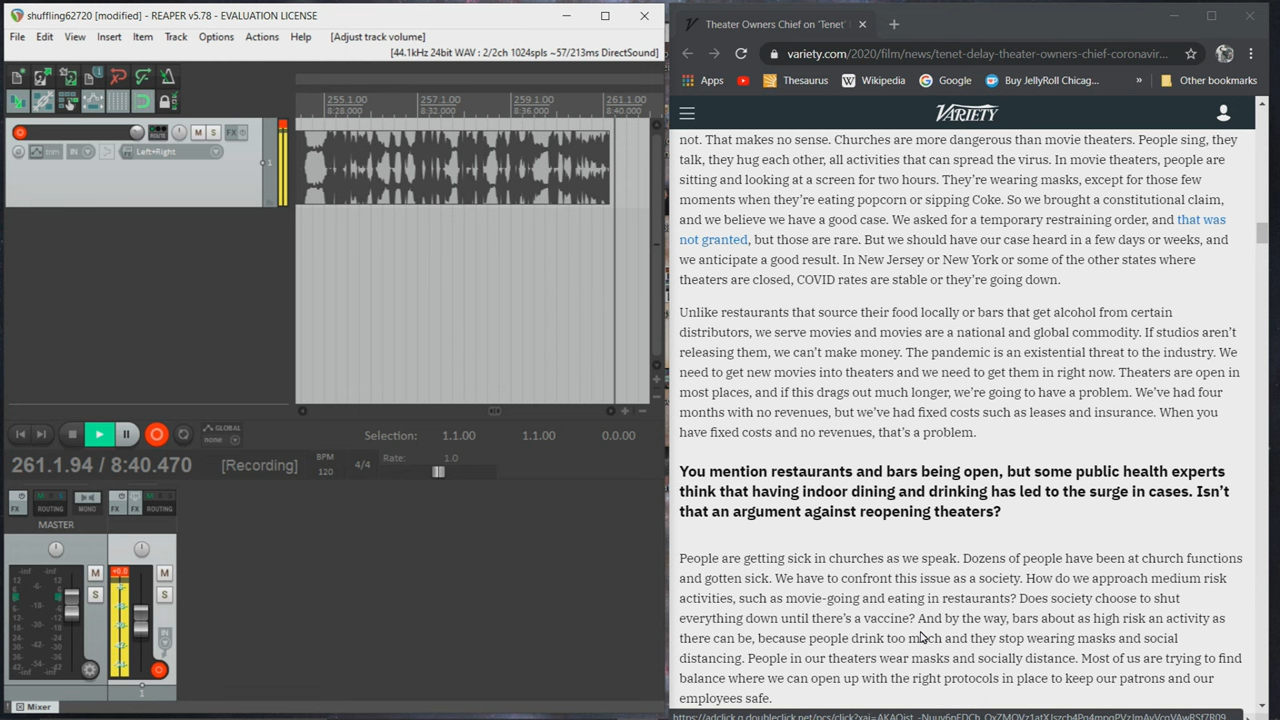 shuffling62720 [modified] - REAPER v5.78 - EVALUATION LICENSE
File Edit View Insert Item Track Options Actions Help [Adjust track volume]
[44.1kHz 24bit WAV : 2/2ch 1024spls ~57/213ms DirectSound]
255.1.00 257.1.00 259.1.00 261.1.00
8:28.000 8:32.000 8:36.000 8:40.000
ROUTE M S FX
trim IN Left+Right
1
GLOBAL
none
Selection: 1.1.00 1.1.00 0.0.00
261.1.94 / 8:40.470 [Recording] BPM 120 4/4 Rate: 1.0
FX ROUTING MONO FX ROUTING
MASTER
-inf -inf +0.0
M M
S S
IN
1
Mixer
Theater Owners Chief on 'Tenet'
variety.com/2020/film/news/tenet-delay-theater-owners-chief-coronavir...
Apps Thesaurus Wikipedia Google Buy JellyRoll Chicag... » Other bookmarks
VARIETY
not. That makes no sense. Churches are more dangerous than movie theaters. People sing, they
talk, they hug each other, all activities that can spread the virus. In movie theaters, people are
sitting and looking at a screen for two hours. They're wearing masks, except for those few
moments when they're eating popcorn or sipping Coke. So we brought a constitutional claim,
and we believe we have a good case. We asked for a temporary restraining order, and that was
not granted, but those are rare. But we should have our case heard in a few days or weeks, and
we anticipate a good result. In New Jersey or New York or some of the other states where
theaters are closed, COVID rates are stable or they're going down.
Unlike restaurants that source their food locally or bars that get alcohol from certain
distributors, we serve movies and movies are a national and global commodity. If studios aren't
releasing them, we can't make money. The pandemic is an existential threat to the industry. We
need to get new movies into theaters and we need to get them in right now. Theaters are open in
most places, and if this drags out much longer, we're going to have a problem. We've had four
months with no revenues, but we've had fixed costs such as leases and insurance. When you
have fixed costs and no revenues, that's a problem.
You mention restaurants and bars being open, but some public health experts
think that having indoor dining and drinking has led to the surge in cases. Isn't
that an argument against reopening theaters?
People are getting sick in churches as we speak. Dozens of people have been at church functions
and gotten sick. We have to confront this issue as a society. How do we approach medium risk
activities, such as movie-going and eating in restaurants? Does society choose to shut
everything down until there's a vaccine? And by the way, bars about as high risk an activity as
there can be, because people drink too much and they stop wearing masks and social
distancing. People in our theaters wear masks and socially distance. Most of us are trying to find
balance where we can open up with the right protocols in place to keep our patrons and our
employees safe.